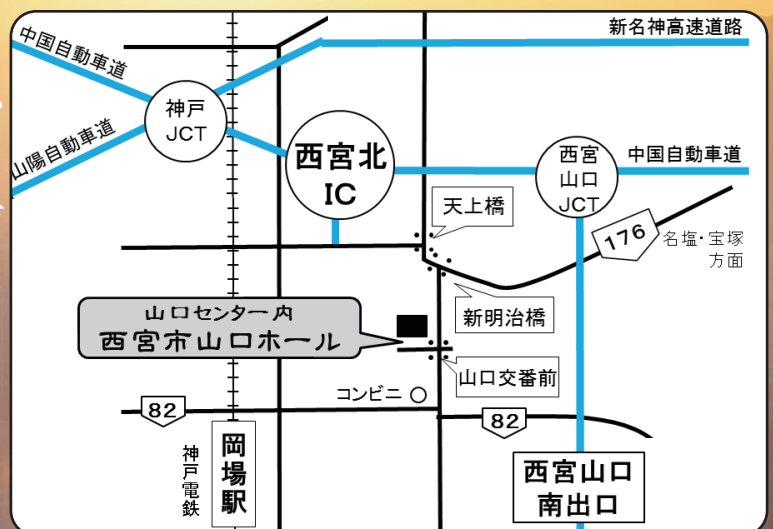 新名神高速道路
中国自動車道
神戸
JCT
山陽自動車道
西宮北
IC
西宮
山口
JCT
中国自動車道
天上橋
176
名塩・宝塚
方面
山口センター内
西宮市山口ホール
新明治橋
山口交番前
コンビニ
82
82
神戸電鉄
岡場駅
西宮山口
南出口